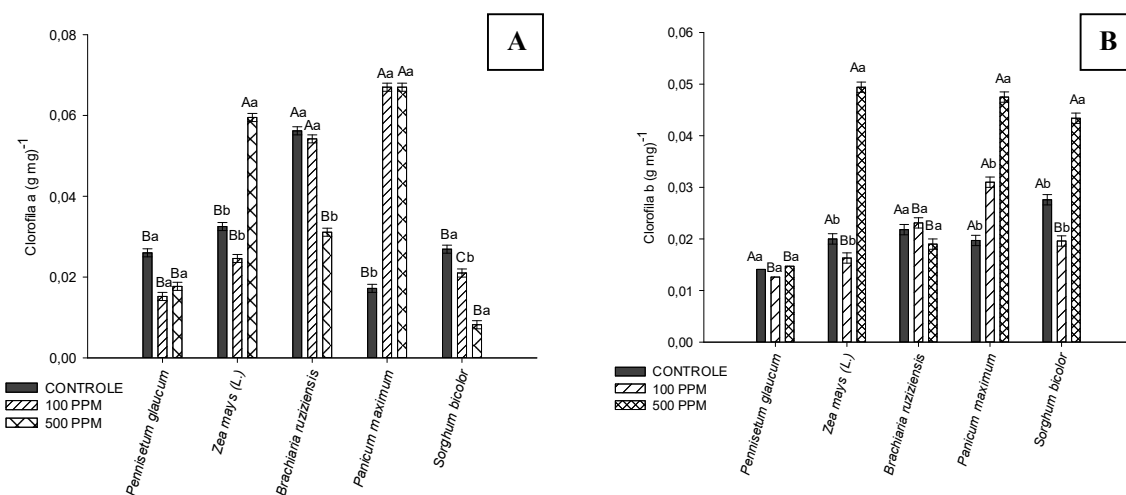 A
0,08
0,06
0,04
0,02
0,00
Clorofila a (g mg)⁻¹
Ba
Ba
Ba
Bb
Bb
Aa
Aa
Aa
Bb
Bb
Aa
Aa
Ba
Cb
Ba
CONTROLE
100 PPM
500 PPM
Pennisetum glaucum
Zea mays (L.)
Brachiaria ruziziensis
Panicum maximum
Sorghum bicolor
B
0,06
0,05
0,04
0,03
0,02
0,01
0,00
Clorofila b (g mg)⁻¹
Aa
Ba
Ba
Ab
Bb
Aa
Aa
Ba
Ba
Ab
Ab
Aa
Ab
Bb
Aa
CONTROLE
100 PPM
500 PPM
Pennisetum glaucum
Zea mays (L.)
Brachiaria ruziziensis
Panicum maximum
Sorghum bicolor